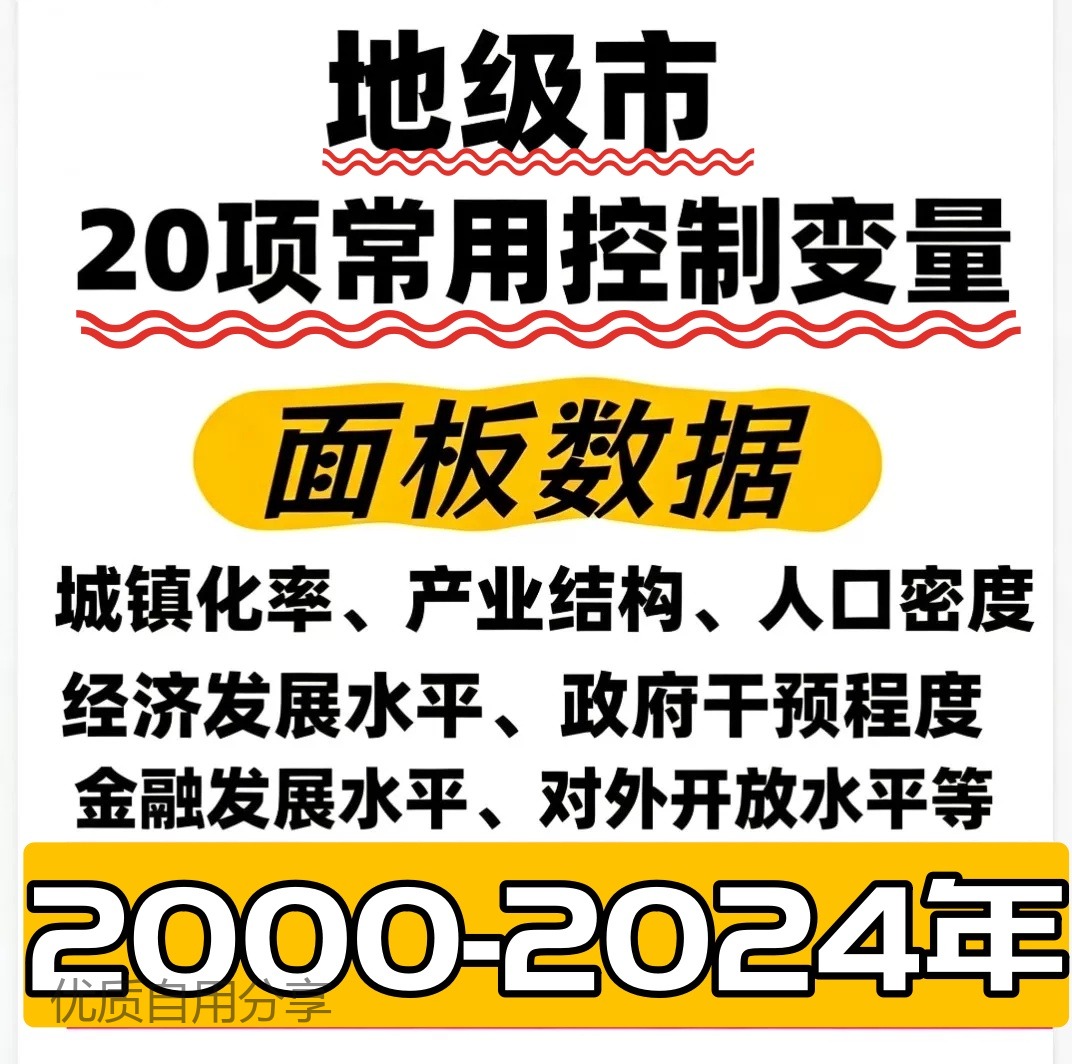 地级市
20项常用控制变量
面板数据
城镇化率、产业结构、人口密度
经济发展水平、政府干预程度
金融发展水平、对外开放水平等
2000-2024年
优质自用分享